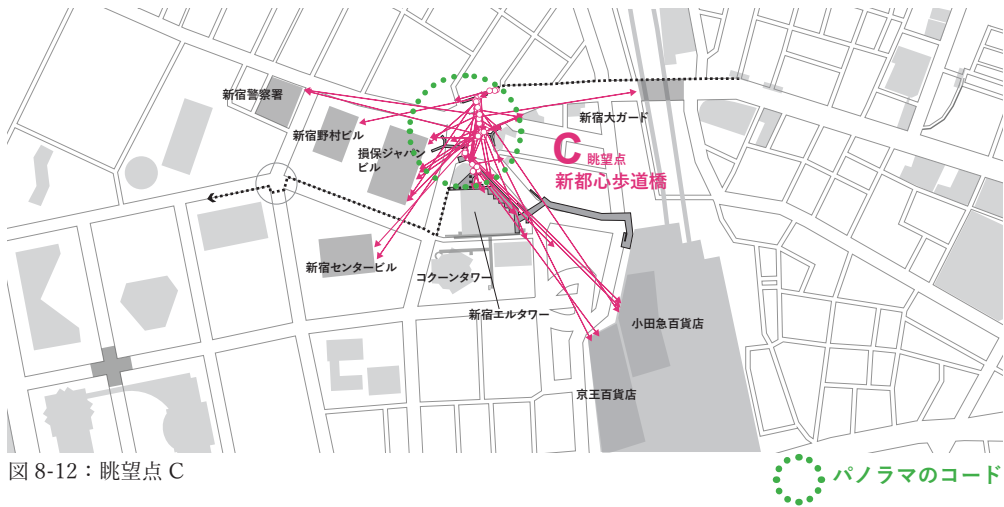 新宿警察署
新宿野村ビル
損保ジャパン
ビル
新宿大ガード
C 眺望点
新都心歩道橋
新宿センタービル
コクーンタワー
新宿エルタワー
小田急百貨店
京王百貨店
図 8-12：眺望点 C
パノラマのコード